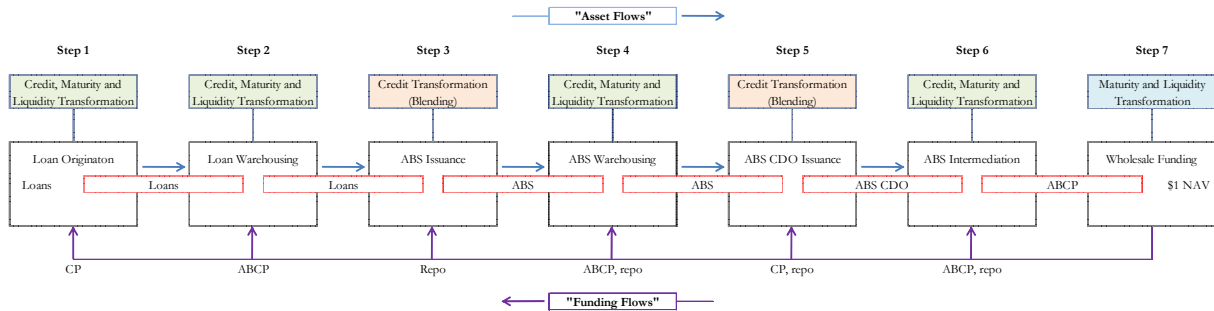 "Asset Flows"
Step 1
Step 2
Step 3
Step 4
Step 5
Step 6
Step 7
Credit, Maturity and
Liquidity Transformation
Credit, Maturity and
Liquidity Transformation
Credit Transformation
(Blending)
Credit, Maturity and
Liquidity Transformation
Credit Transformation
(Blending)
Credit, Maturity and
Liquidity Transformation
Maturity and Liquidity
Transformation
Loan Originaton
Loan Warehousing
ABS Issuance
ABS Warehousing
ABS CDO Issuance
ABS Intermediation
Wholesale Funding
Loans
Loans
Loans
ABS
ABS
ABS CDO
ABCP
$1 NAV
CP
ABCP
Repo
ABCP, repo
CP, repo
ABCP, repo
"Funding Flows"